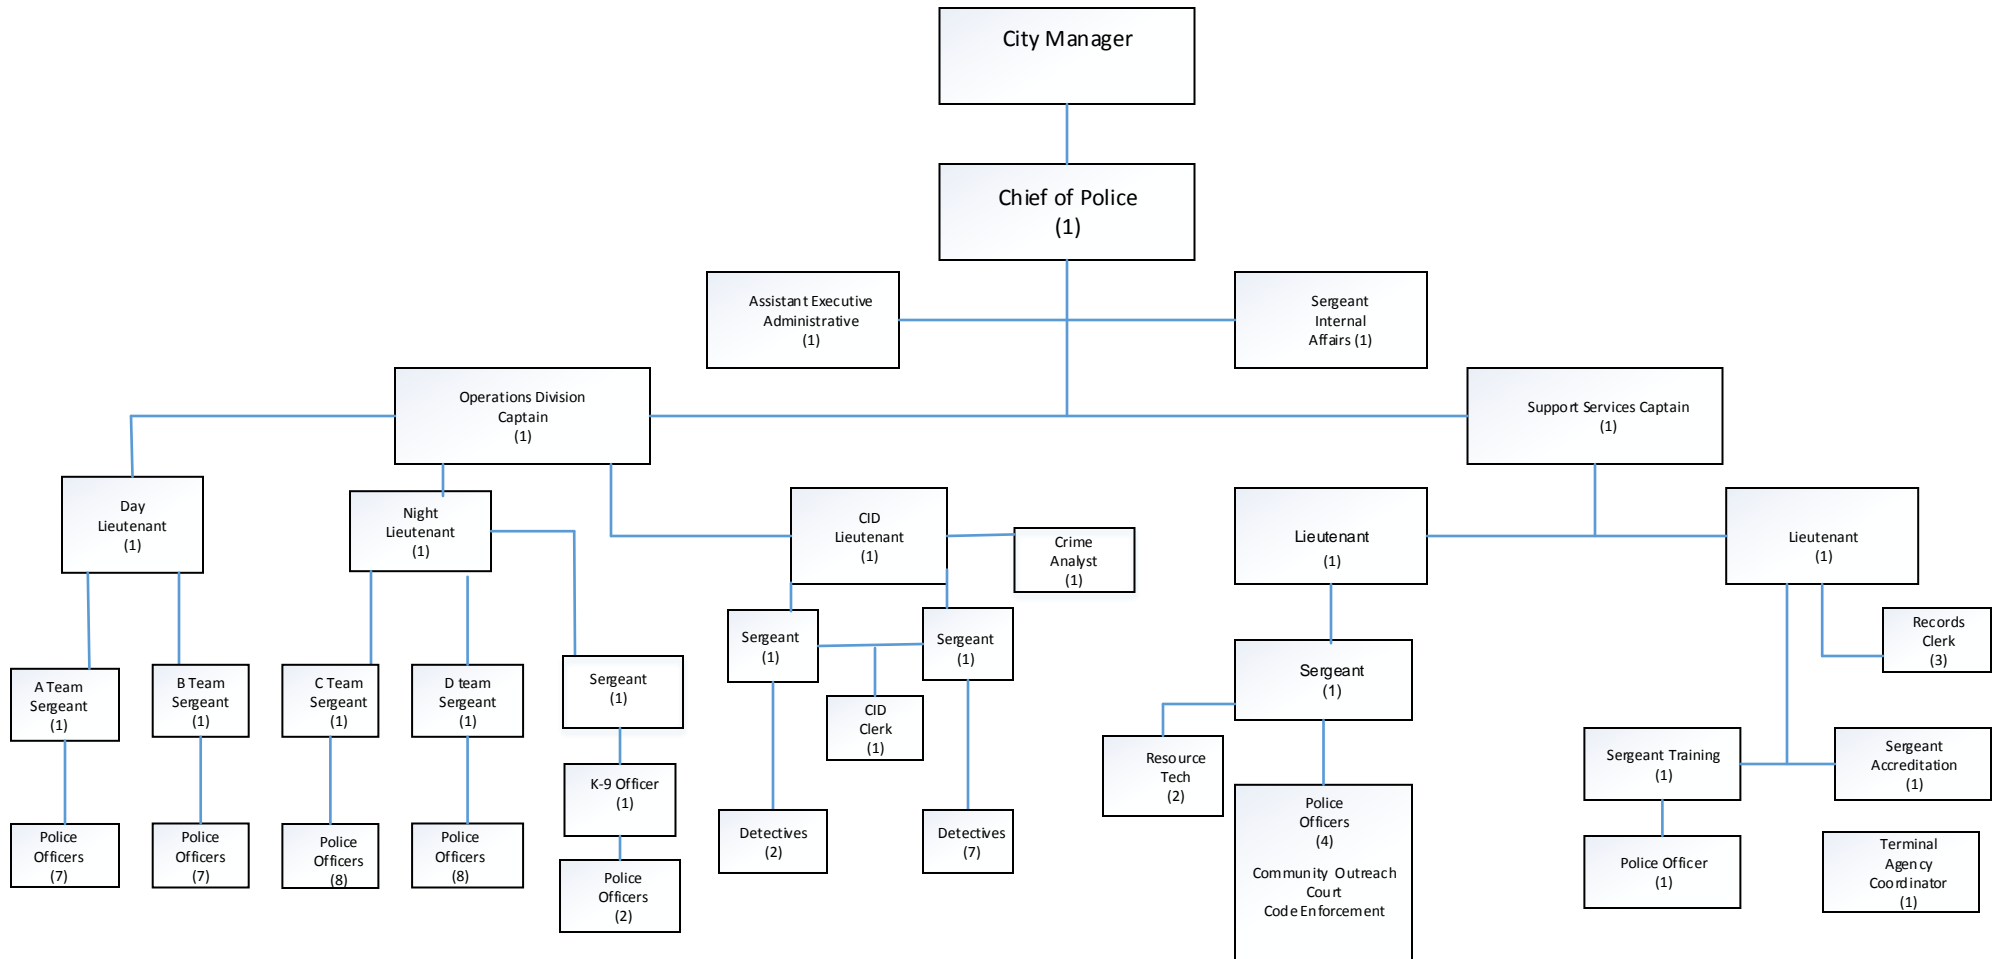 City Manager
Chief of Police
(1)
Assistant Executive
Administrative
(1)
Sergeant
Internal
Affairs (1)
Operations Division
Captain
(1)
Support Services Captain
(1)
Day
Lieutenant
(1)
Night
Lieutenant
(1)
CID
Lieutenant
(1)
Crime
Analyst
(1)
Lieutenant
(1)
Lieutenant
(1)
Sergeant
(1)
Sergeant
(1)
Records
Clerk
(3)
A Team
Sergeant
(1)
B Team
Sergeant
(1)
C Team
Sergeant
(1)
D team
Sergeant
(1)
Sergeant
(1)
CID
Clerk
(1)
Sergeant
(1)
Resource
Tech
(2)
Sergeant Training
(1)
Sergeant
Accreditation
(1)
K-9 Officer
(1)
Police
Officers
(7)
Police
Officers
(7)
Police
Officers
(8)
Police
Officers
(8)
Police
Officers
(2)
Detectives
(2)
Detectives
(7)
Police
Officers
(4)
Community Outreach
Court
Code Enforcement
Police Officer
(1)
Terminal
Agency
Coordinator
(1)